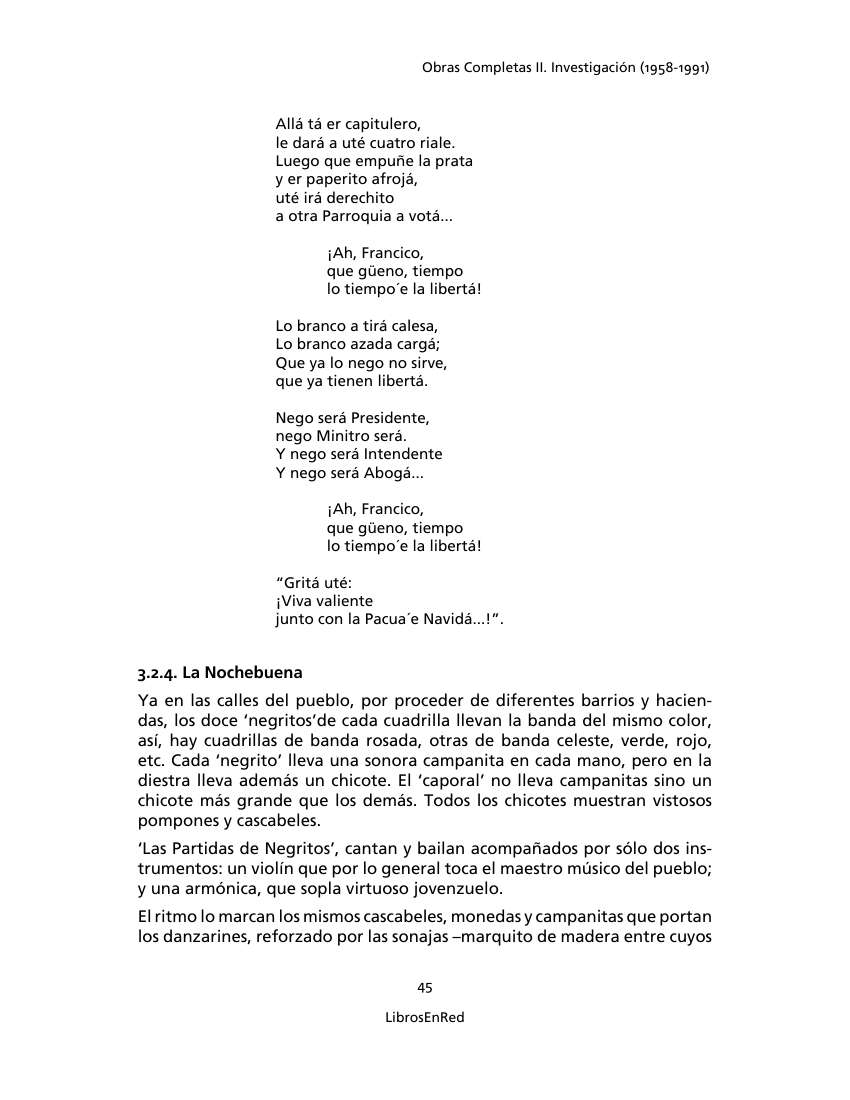 Obras Completas II. Investigación (1958-1991)
Allá tá er capitulero,
le dará a uté cuatro riale.
Luego que empuñe la prata
y er paperito afrojá,
uté irá derechito
a otra Parroquia a votá...
¡Ah, Francico,
que güeno, tiempo
lo tiempo´e la libertá!
Lo branco a tirá calesa,
Lo branco azada cargá;
Que ya lo nego no sirve,
que ya tienen libertá.
Nego será Presidente,
nego Minitro será.
Y nego será Intendente
Y nego será Abogá...
¡Ah, Francico,
que güeno, tiempo
lo tiempo´e la libertá!
“Gritá uté:
¡Viva valiente
junto con la Pacua´e Navidá...!”.
3.2.4. La Nochebuena
Ya en las calles del pueblo, por proceder de diferentes barrios y hacien-
das, los doce ‘negritos’de cada cuadrilla llevan la banda del mismo color,
así, hay cuadrillas de banda rosada, otras de banda celeste, verde, rojo,
etc. Cada ‘negrito’ lleva una sonora campanita en cada mano, pero en la
diestra lleva además un chicote. El ‘caporal’ no lleva campanitas sino un
chicote más grande que los demás. Todos los chicotes muestran vistosos
pompones y cascabeles.
‘Las Partidas de Negritos’, cantan y bailan acompañados por sólo dos ins-
trumentos: un violín que por lo general toca el maestro músico del pueblo;
y una armónica, que sopla virtuoso jovenzuelo.
El ritmo lo marcan los mismos cascabeles, monedas y campanitas que portan
los danzarines, reforzado por las sonajas –marquito de madera entre cuyos
45
LibrosEnRed